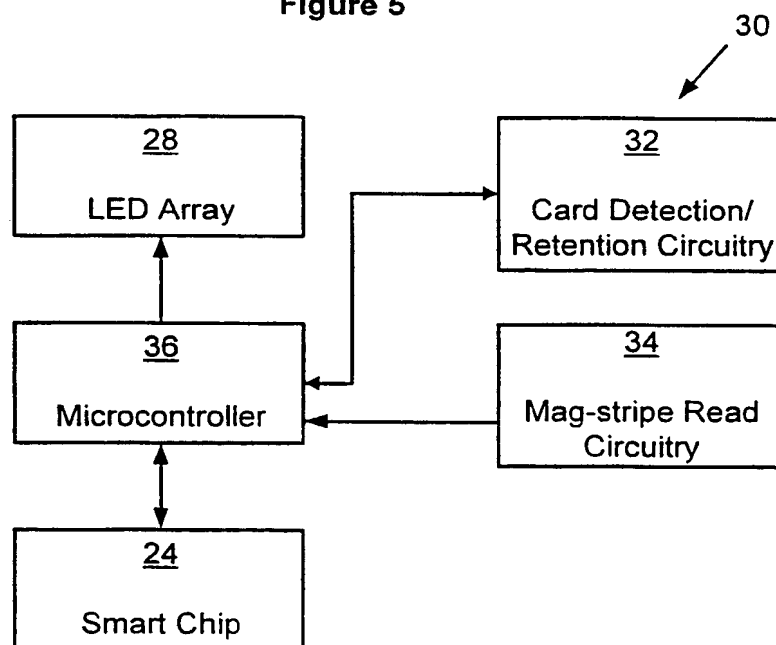 Figure 5
30
28
LED Array
32
Card Detection/
Retention Circuitry
36
Microcontroller
34
Mag-stripe Read
Circuitry
24
Smart Chip